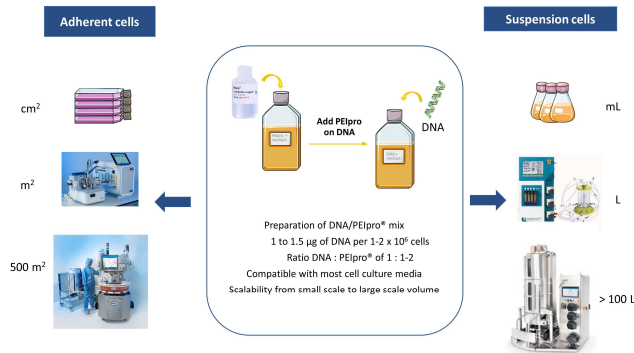 Adherent cells
Suspension cells
cm²
m²
500 m²
Add PEIpro
on DNA
DNA
Preparation of DNA/PEIpro® mix
1 to 1.5 µg of DNA per 1-2 x 10⁶ cells
Ratio DNA : PEIpro® of 1 : 1-2
Compatible with most cell culture media
Scalability from small scale to large scale volume
mL
L
> 100 L